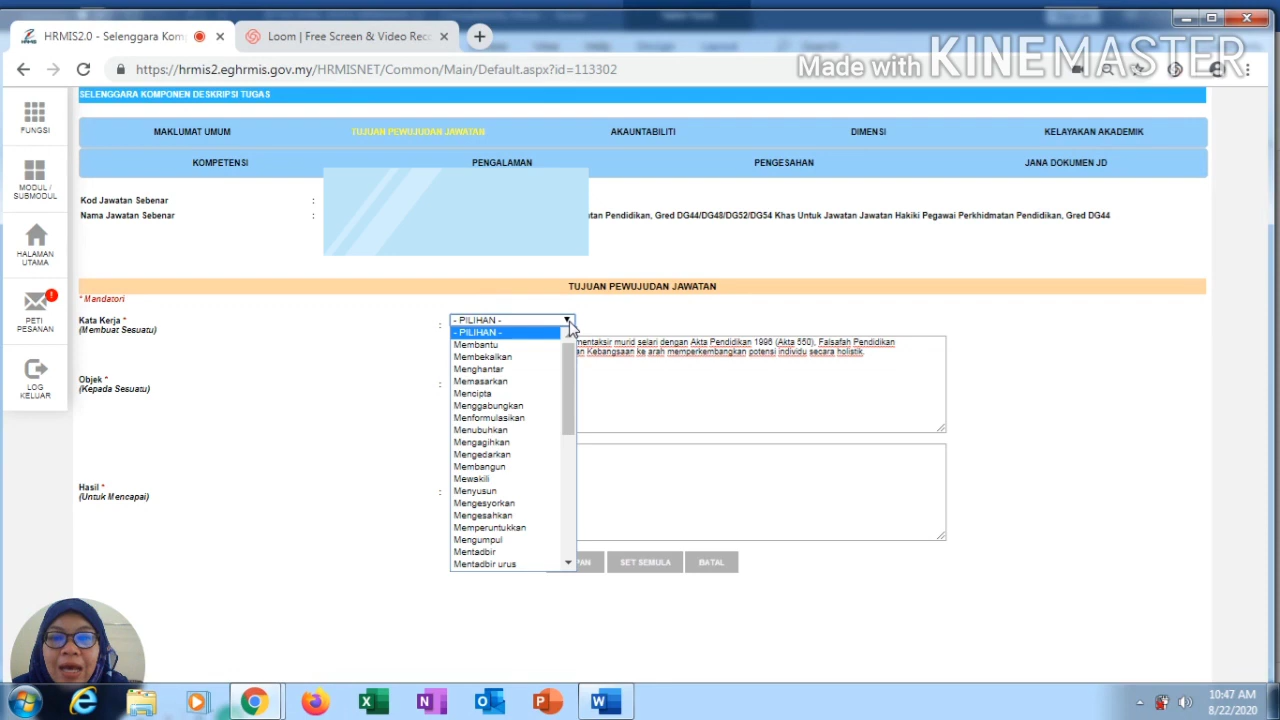 HRMIS2.0 - Selenggara Kom
Loom | Free Screen & Video Rec
https://hrmis2.eghrmis.gov.my/HRMISNET/Common/Main/Default.aspx?id=113302
Made with KINEMASTER
SELENGGARA KOMPONEN DESKRIPSI TUGAS
FUNGSI
MODUL /
SUBMODUL
HALAMAN
UTAMA
PETI
PESANAN
!
LOG
KELUAR
MAKLUMAT UMUM TUJUAN PEWUJUDAN JAWATAN AKAUNTABILITI DIMENSI KELAYAKAN AKADEMIK
KOMPETENSI PENGALAMAN PENGESAHAN JANA DOKUMEN JD
Kod Jawatan Sebenar :
Nama Jawatan Sebenar : tan Pendidikan, Gred DG44/DG48/DG52/DG54 Khas Untuk Jawatan Jawatan Hakiki Pegawai Perkhidmatan Pendidikan, Gred DG44
TUJUAN PEWUJUDAN JAWATAN
* Mandatori
Kata Kerja *
(Membuat Sesuatu)
:
- PILIHAN -
- PILIHAN -
Membantu
Membekalkan
Menghantar
Memasarkan
Mencipta
Menggabungkan
Menformulasikan
Menubuhkan
Mengagihkan
Mengedarkan
Membangun
Mewakili
Menyusun
Mengesyorkan
Mengesahkan
Memperuntukkan
Mengumpul
Mentadbir
Mentadbir urus
Objek *
(Kepada Sesuatu)
:
mentaksir murid selari dengan Akta Pendidikan 1996 (Akta 550), Falsafah Pendidikan
an Kebangsaan ke arah memperkembangkan potensi individu secara holistik.
Hasil *
(Untuk Mencapai)
:
PAN SET SEMULA BATAL
10:47 AM
8/22/2020